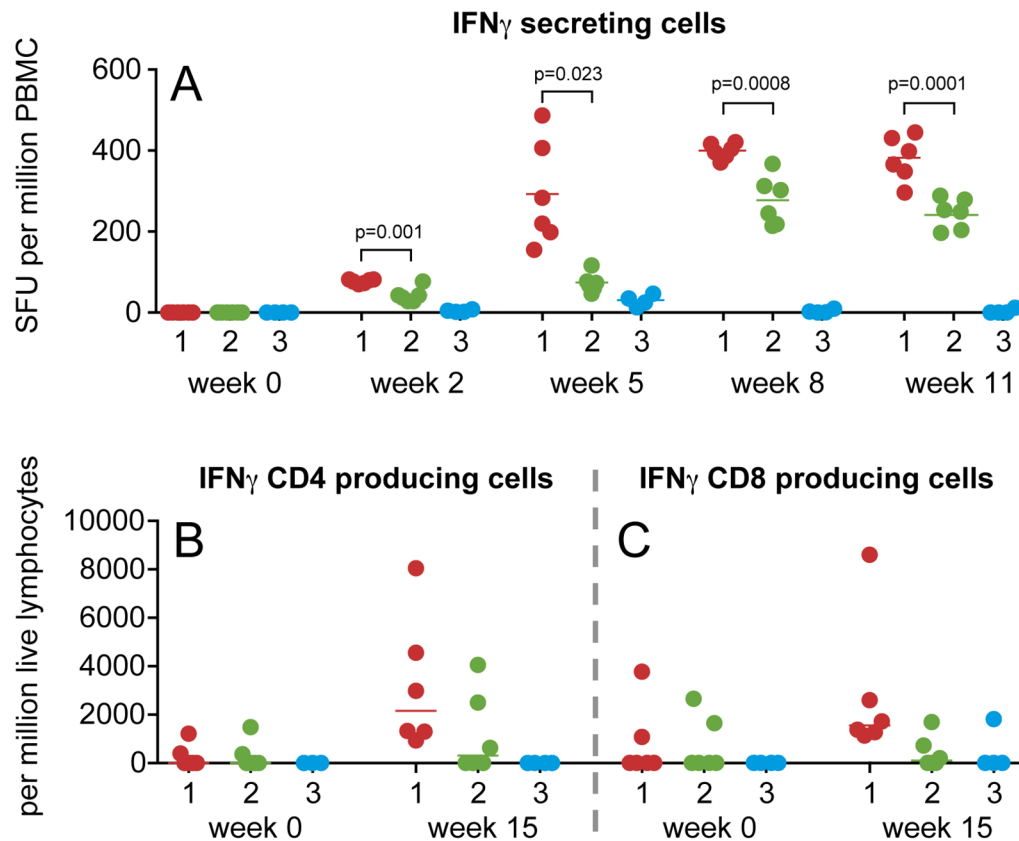 IFNγ secreting cells
A
SFU per million PBMC
600
400
200
0
p=0.001
p=0.023
p=0.0008
p=0.0001
1 2 3 1 2 3 1 2 3 1 2 3 1 2 3
week 0 week 2 week 5 week 8 week 11
IFNγ CD4 producing cells
IFNγ CD8 producing cells
B
C
per million live lymphocytes
10000
8000
6000
4000
2000
0
1 2 3 1 2 3 1 2 3 1 2 3
week 0 week 15 week 0 week 15